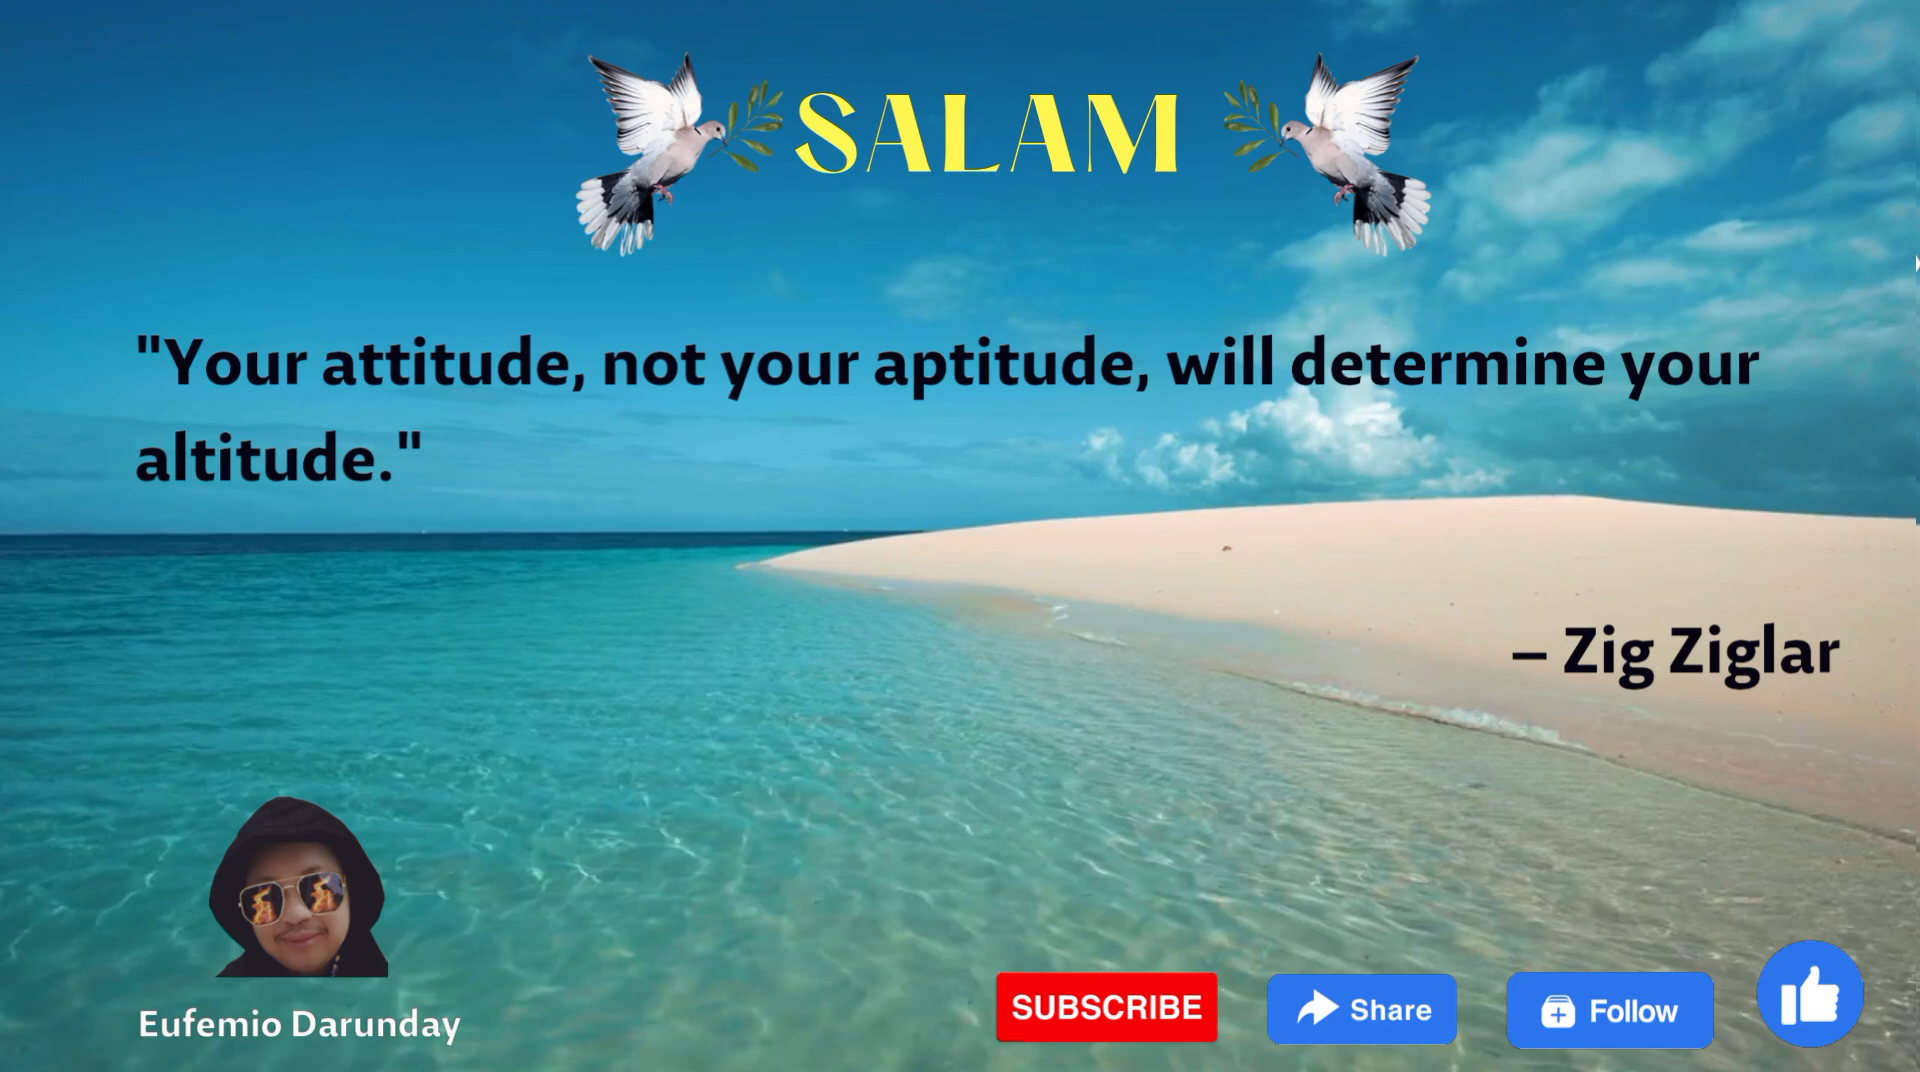 SALAM
"Your attitude, not your aptitude, will determine your
altitude."
– Zig Ziglar
Eufemio Darunday
SUBSCRIBE
Share
Follow